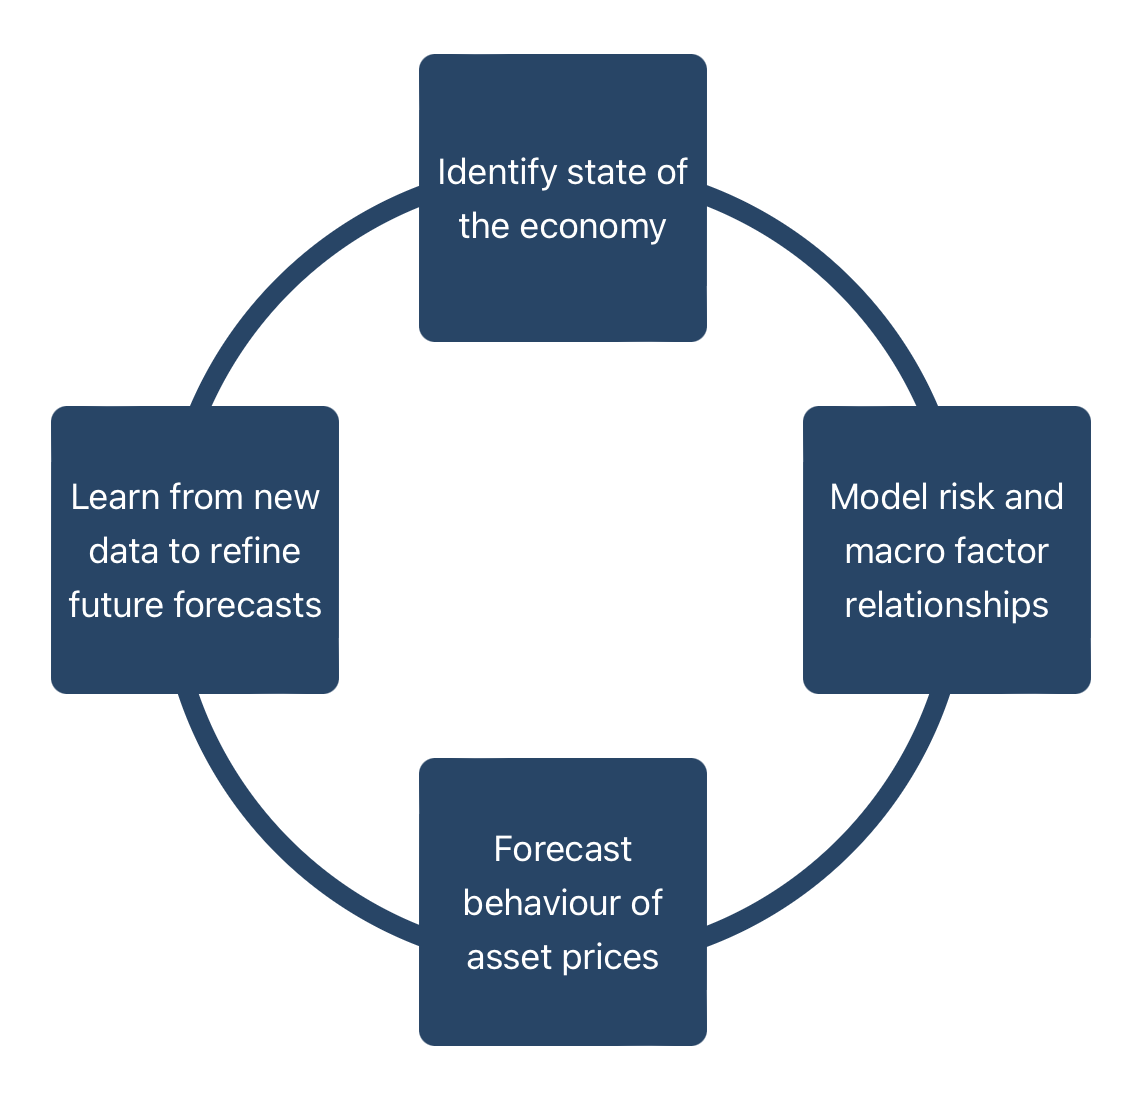 Identify state of
the economy
Model risk and
macro factor
relationships
Forecast
behaviour of
asset prices
Learn from new
data to refine
future forecasts